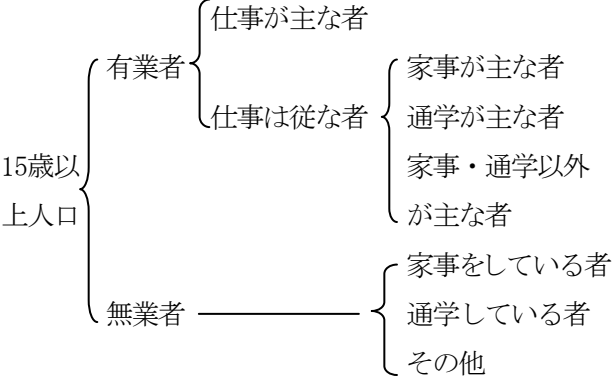 仕事が主な者
有業者
家事が主な者
仕事は従な者
通学が主な者
15歳以
上人口
家事・通学以外
が主な者
家事をしている者
無業者
通学している者
その他